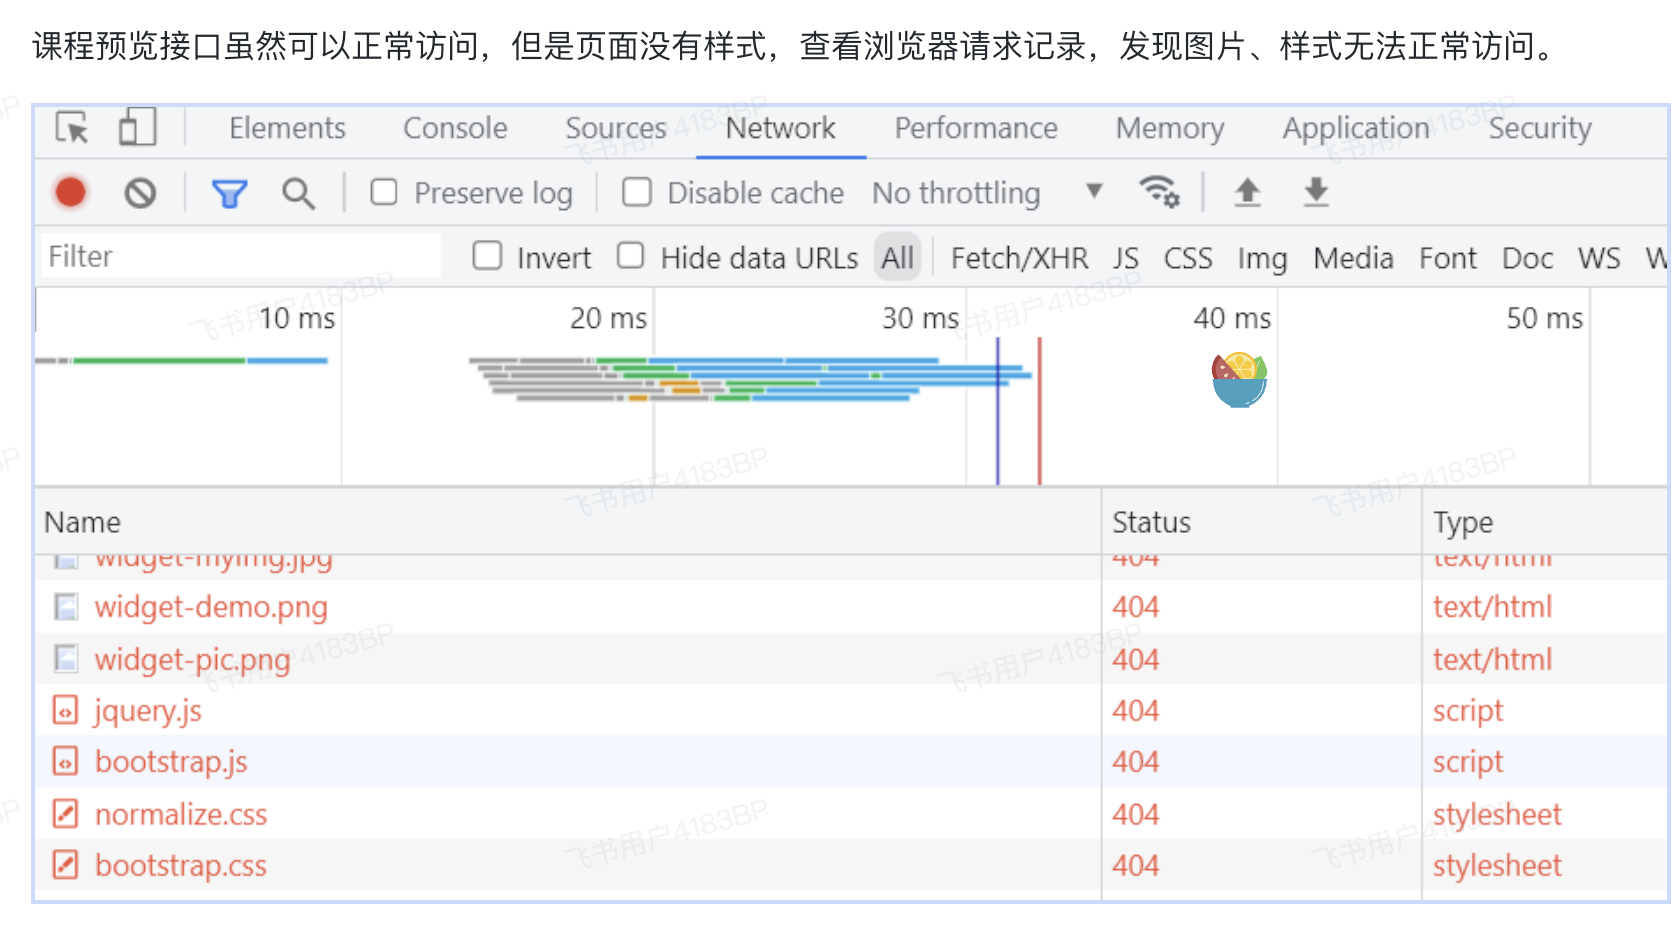 课程预览接口虽然可以正常访问，但是页面没有样式，查看浏览器请求记录，发现图片、样式无法正常访问。
Elements Console Sources Network Performance Memory Application Security
Preserve log Disable cache No throttling
Filter Invert Hide data URLs All Fetch/XHR JS CSS Img Media Font Doc WS W
10 ms 20 ms 30 ms 40 ms 50 ms
Name Status Type
widget-myimg.jpg 404 text/html
widget-demo.png 404 text/html
widget-pic.png 404 text/html
jquery.js 404 script
bootstrap.js 404 script
normalize.css 404 stylesheet
bootstrap.css 404 stylesheet
飞书用户4183BP